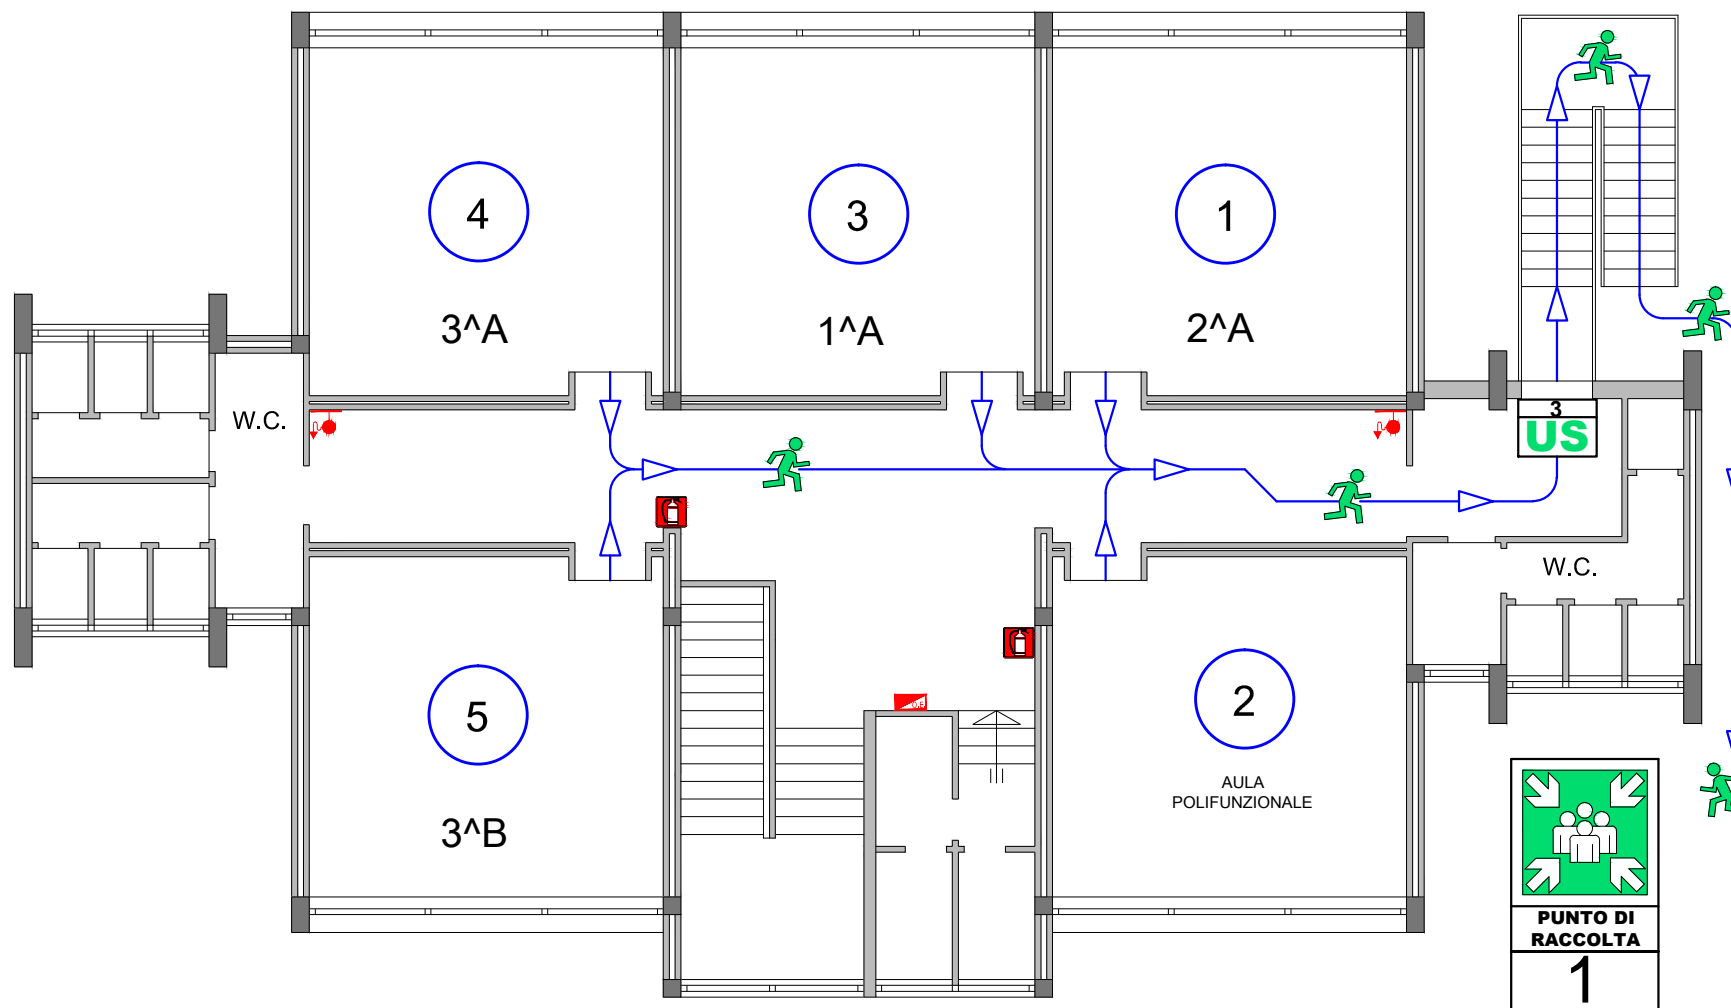 4
3
1
3^A
1^A
2^A
W.C.
3
US
W.C.
5
2
AULA
POLIFUNZIONALE
3^B
PUNTO DI
RACCOLTA
1